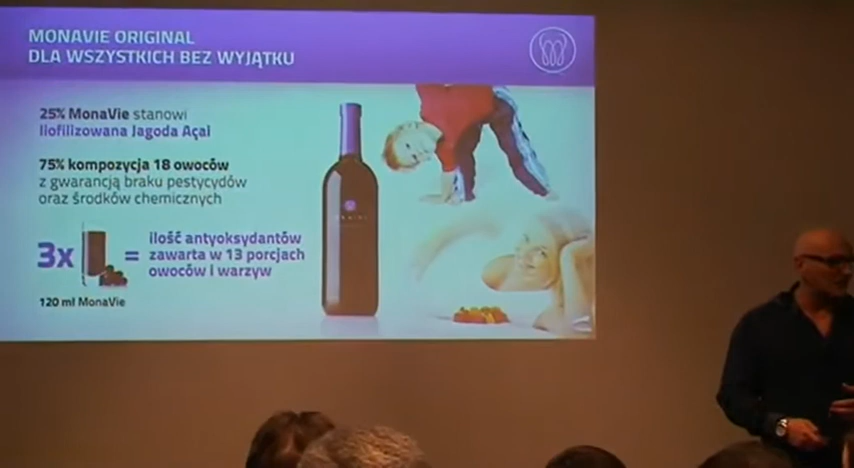 MONAVIE ORIGINAL
DLA WSZYSTKICH BEZ WYJĄTKU
25% MonaVie stanowi
liofilizowana Jagoda Açai
75% kompozycja 18 owoców
z gwarancją braku pestycydów
oraz środków chemicznych
3x
=
ilość antyoksydantów
zawarta w 13 porcjach
owoców i warzyw
120 ml MonaVie